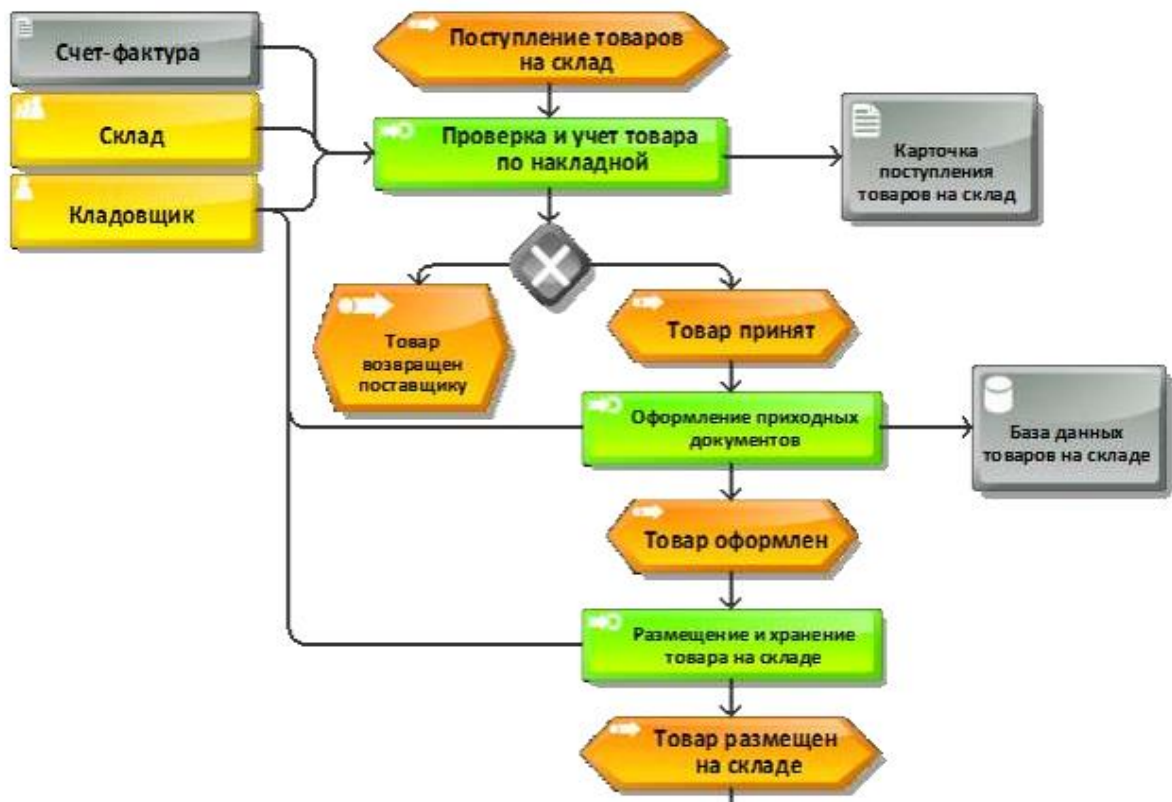 Счет-фактура
Склад
Кладовщик
Поступление товаров
на склад
Проверка и учет товара
по накладной
Карточка
поступления
товаров на склад
Товар
возвращен
поставщику
Товар принят
Оформление приходных
документов
База данных
товаров на складе
Товар оформлен
Размещение и хранение
товара на складе
Товар размещен
на складе